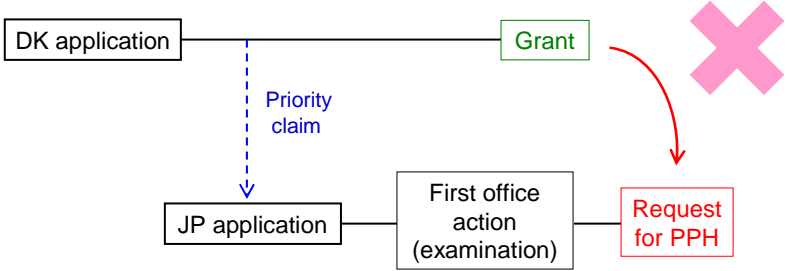 DK application
Grant
Priority
claim
JP application
First office
action
(examination)
Request
for PPH